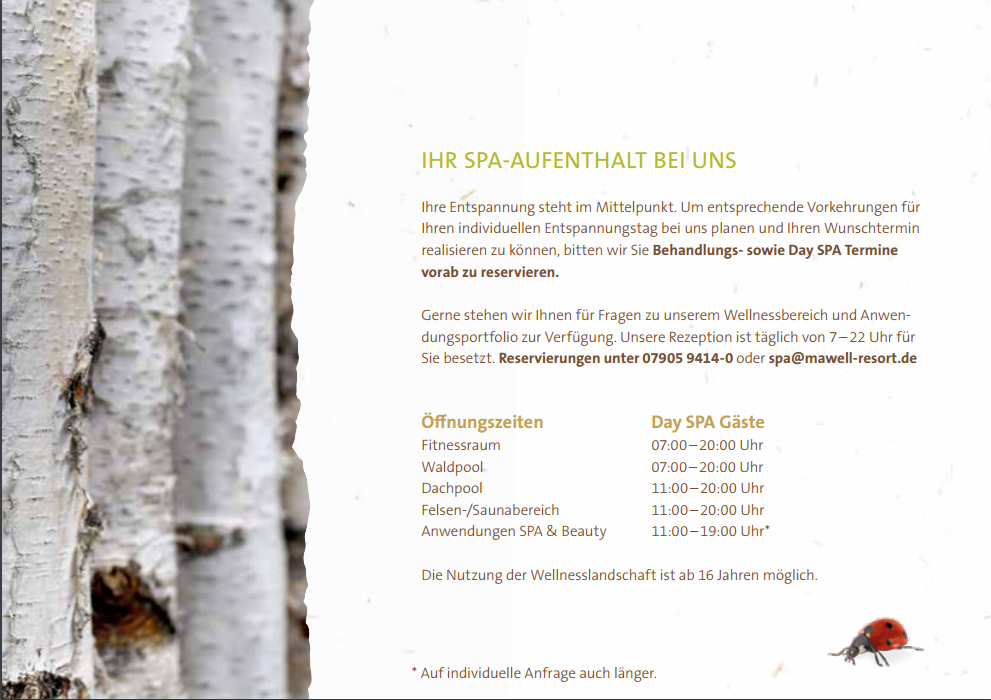 IHR SPA-AUFENTHALT BEI UNS
Ihre Entspannung steht im Mittelpunkt. Um entsprechende Vorkehrungen für
Ihren individuellen Entspannungstag bei uns planen und Ihren Wunschtermin
realisieren zu können, bitten wir Sie Behandlungs- sowie Day SPA Termine
vorab zu reservieren.
Gerne stehen wir Ihnen für Fragen zu unserem Wellnessbereich und Anwen-
dungsportfolio zur Verfügung. Unsere Rezeption ist täglich von 7–22 Uhr für
Sie besetzt. Reservierungen unter 07905 9414-0 oder spa@mawell-resort.de
Öffnungszeiten Day SPA Gäste
Fitnessraum 07:00–20:00 Uhr
Waldpool 07:00–20:00 Uhr
Dachpool 11:00–20:00 Uhr
Felsen-/Saunabereich 11:00–20:00 Uhr
Anwendungen SPA & Beauty 11:00–19:00 Uhr*
Die Nutzung der Wellnesslandschaft ist ab 16 Jahren möglich.
* Auf individuelle Anfrage auch länger.